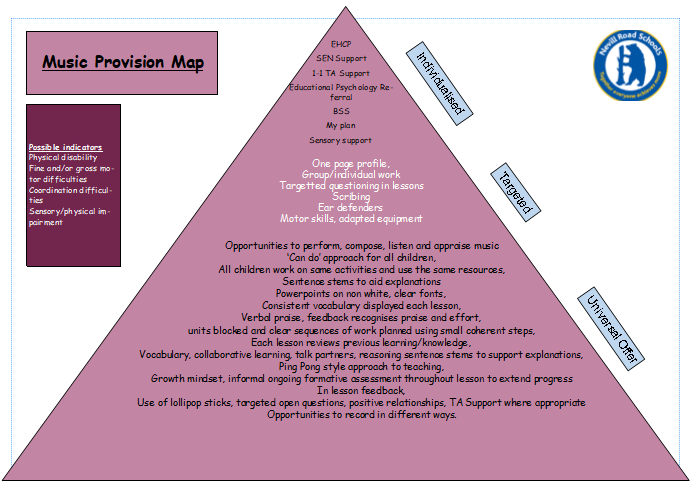 Music Provision Map
Possible indicators
Physical disability
Fine and/or gross mo-
tor difficulties
Coordination difficul-
ties
Sensory/physical im-
pairment
EHCP
SEN Support
1-1 TA Support
Educational Psychology Re-
ferral
BSS
My plan
Sensory support
Individualised
One page profile,
Group/individual work
Targetted questioning in lessons
Scribing
Ear defenders
Motor skills, adapted equipment
Targeted
Opportunities to perform, compose, listen and appraise music
‘Can do’ approach for all children,
All children work on same activities and use the same resources,
Sentence stems to aid explanations
Powerpoints on non white, clear fonts,
Consistent vocabulary displayed each lesson,
Verbal praise, feedback recognises praise and effort,
units blocked and clear sequences of work planned using small coherent steps,
Each lesson reviews previous learning/knowledge,
Vocabulary, collaborative learning, talk partners, reasoning sentence stems to support explanations,
Ping Pong style approach to teaching,
Growth mindset, informal ongoing formative assessment throughout lesson to extend progress
In lesson feedback,
Use of lollipop sticks, targeted open questions, positive relationships, TA Support where appropriate
Opportunities to record in different ways.
Universal Offer
Nevill Road Schools
Together everyone achieves more